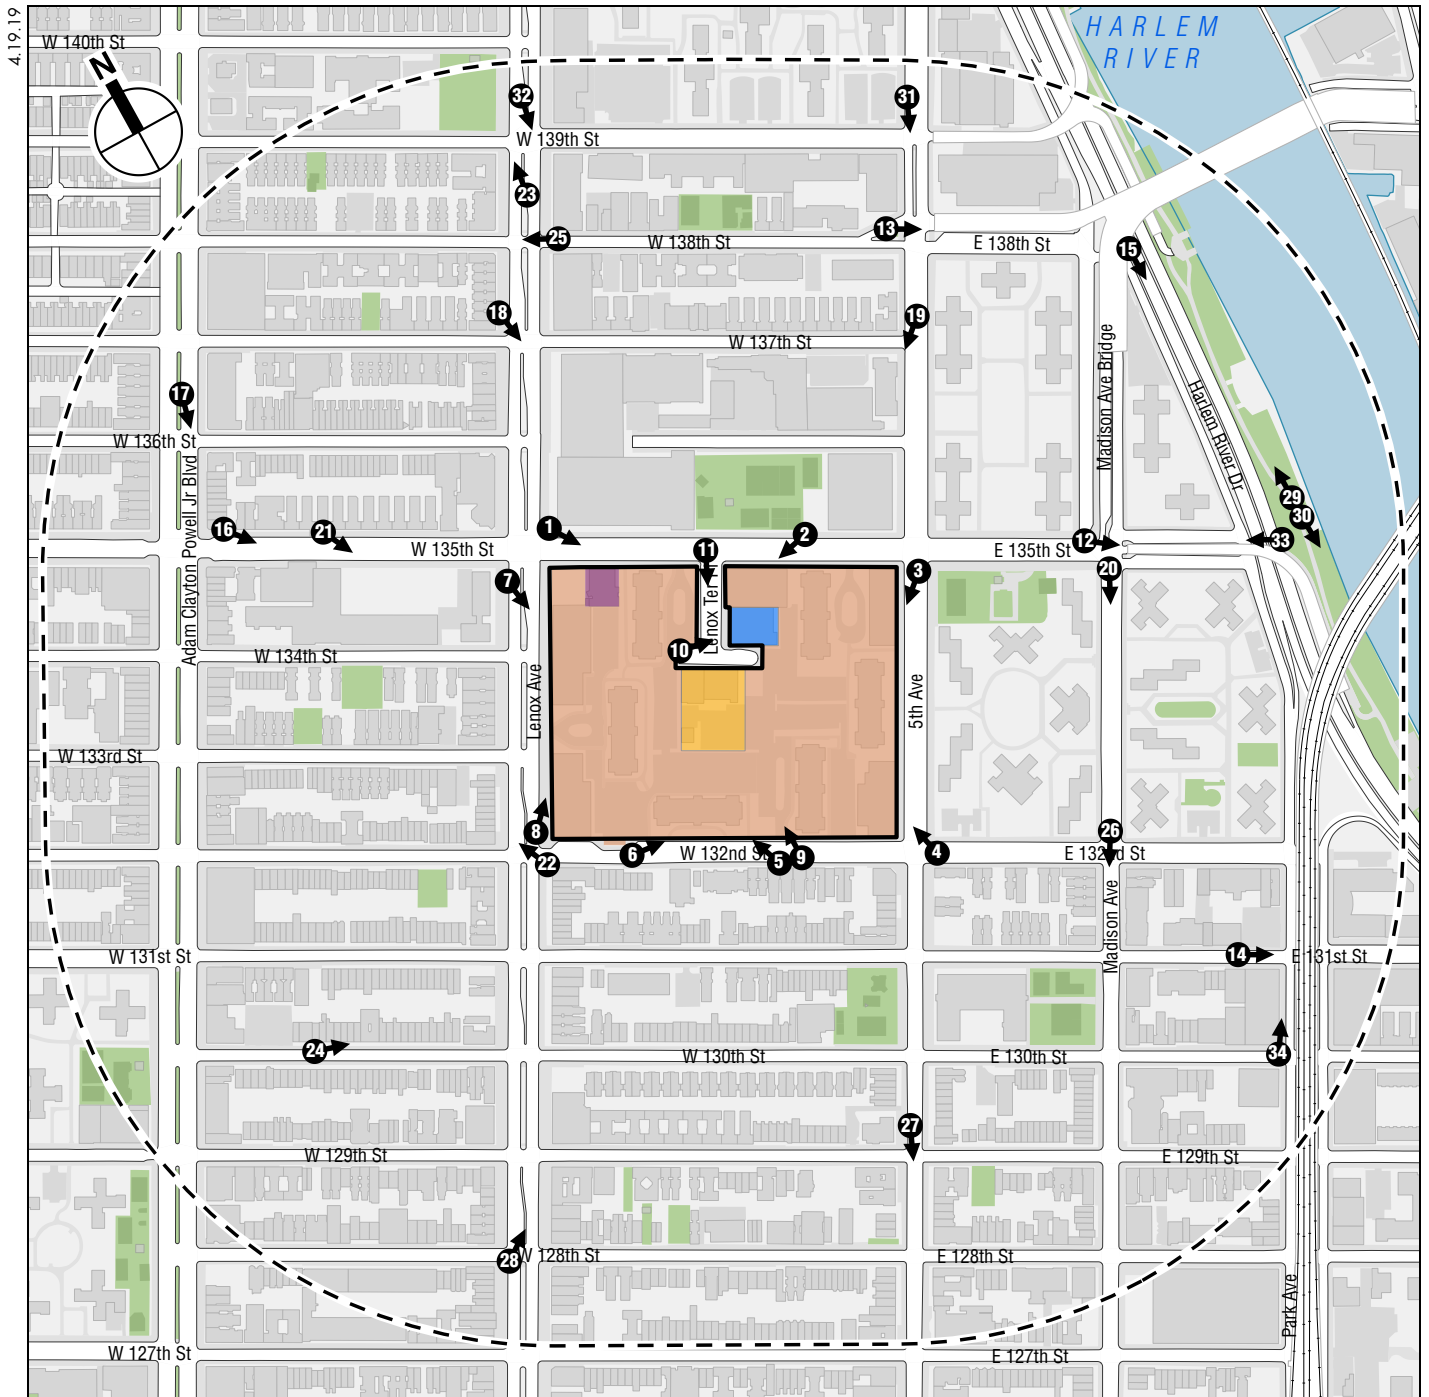 4.19.19
W 140th St
N
HARLEM
RIVER
32
31
W 139th St
23
13
25
W 138th St
E 138th St
15
18
19
W 137th St
Madison Ave Bridge
Harlem River Dr
17
W 136th St
Adam Clayton Powell Jr Blvd
29
30
16
21
1
2
12
33
W 135th St
11
E 135th St
7
3
20
Lenox Terr
10
W 134th St
Lenox Ave
5th Ave
W 133rd St
8
26
22
6
W 132nd St
5
9
4
E 132nd St
Madison Ave
W 131st St
14
E 131st St
24
W 130th St
E 130th St
34
27
W 129th St
E 129th St
28
W 128th St
E 128th St
Park Ave
W 127th St
E 127th St